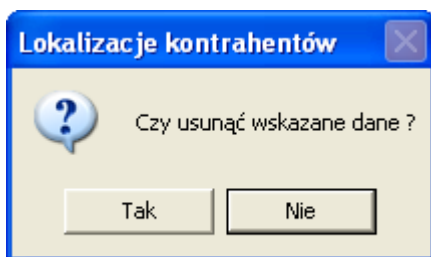 Lokalizacje kontrahentów
Czy usunąć wskazane dane ?
Tak
Nie